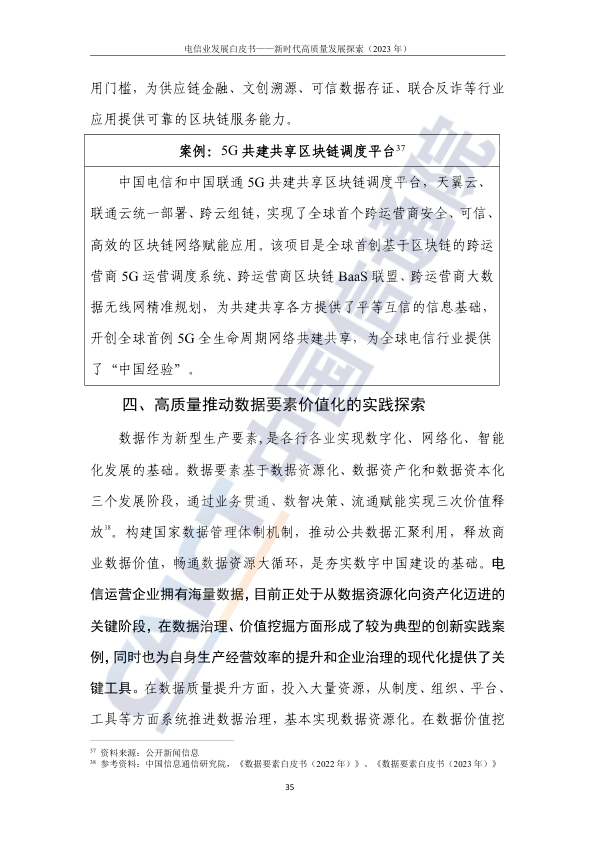 电信业发展白皮书——新时代高质量发展探索（2023 年）
用门槛，为供应链金融、文创溯源、可信数据存证、联合反诈等行业
应用提供可靠的区块链服务能力。
案例：5G 共建共享区块链调度平台37
中国电信和中国联通 5G 共建共享区块链调度平台，天翼云、
联通云统一部署、跨云组链，实现了全球首个跨运营商安全、可信、
高效的区块链网络赋能应用。该项目是全球首创基于区块链的跨运
营商 5G 运营调度系统、跨运营商区块链 BaaS 联盟、跨运营商大数
据无线网精准规划，为共建共享各方提供了平等互信的信息基础，
开创全球首例 5G 全生命周期网络共建共享，为全球电信行业提供
了“中国经验”。
四、高质量推动数据要素价值化的实践探索
数据作为新型生产要素，是各行各业实现数字化、网络化、智能
化发展的基础。数据要素基于数据资源化、数据资产化和数据资本化
三个发展阶段，通过业务贯通、数智决策、流通赋能实现三次价值释
放38。构建国家数据管理体制机制，推动公共数据汇聚利用，释放商
业数据价值，畅通数据资源大循环，是夯实数字中国建设的基础。电
信运营企业拥有海量数据，目前正处于从数据资源化向资产化迈进的
关键阶段，在数据治理、价值挖掘方面形成了较为典型的创新实践案
例，同时也为自身生产经营效率的提升和企业治理的现代化提供了关
键工具。在数据质量提升方面，投入大量资源，从制度、组织、平台、
工具等方面系统推进数据治理，基本实现数据资源化。在数据价值挖
37 资料来源：公开新闻信息
38 参考资料：中国信息通信研究院，《数据要素白皮书（2022 年）》、《数据要素白皮书（2023 年）》
35
CAICT 中国信通院